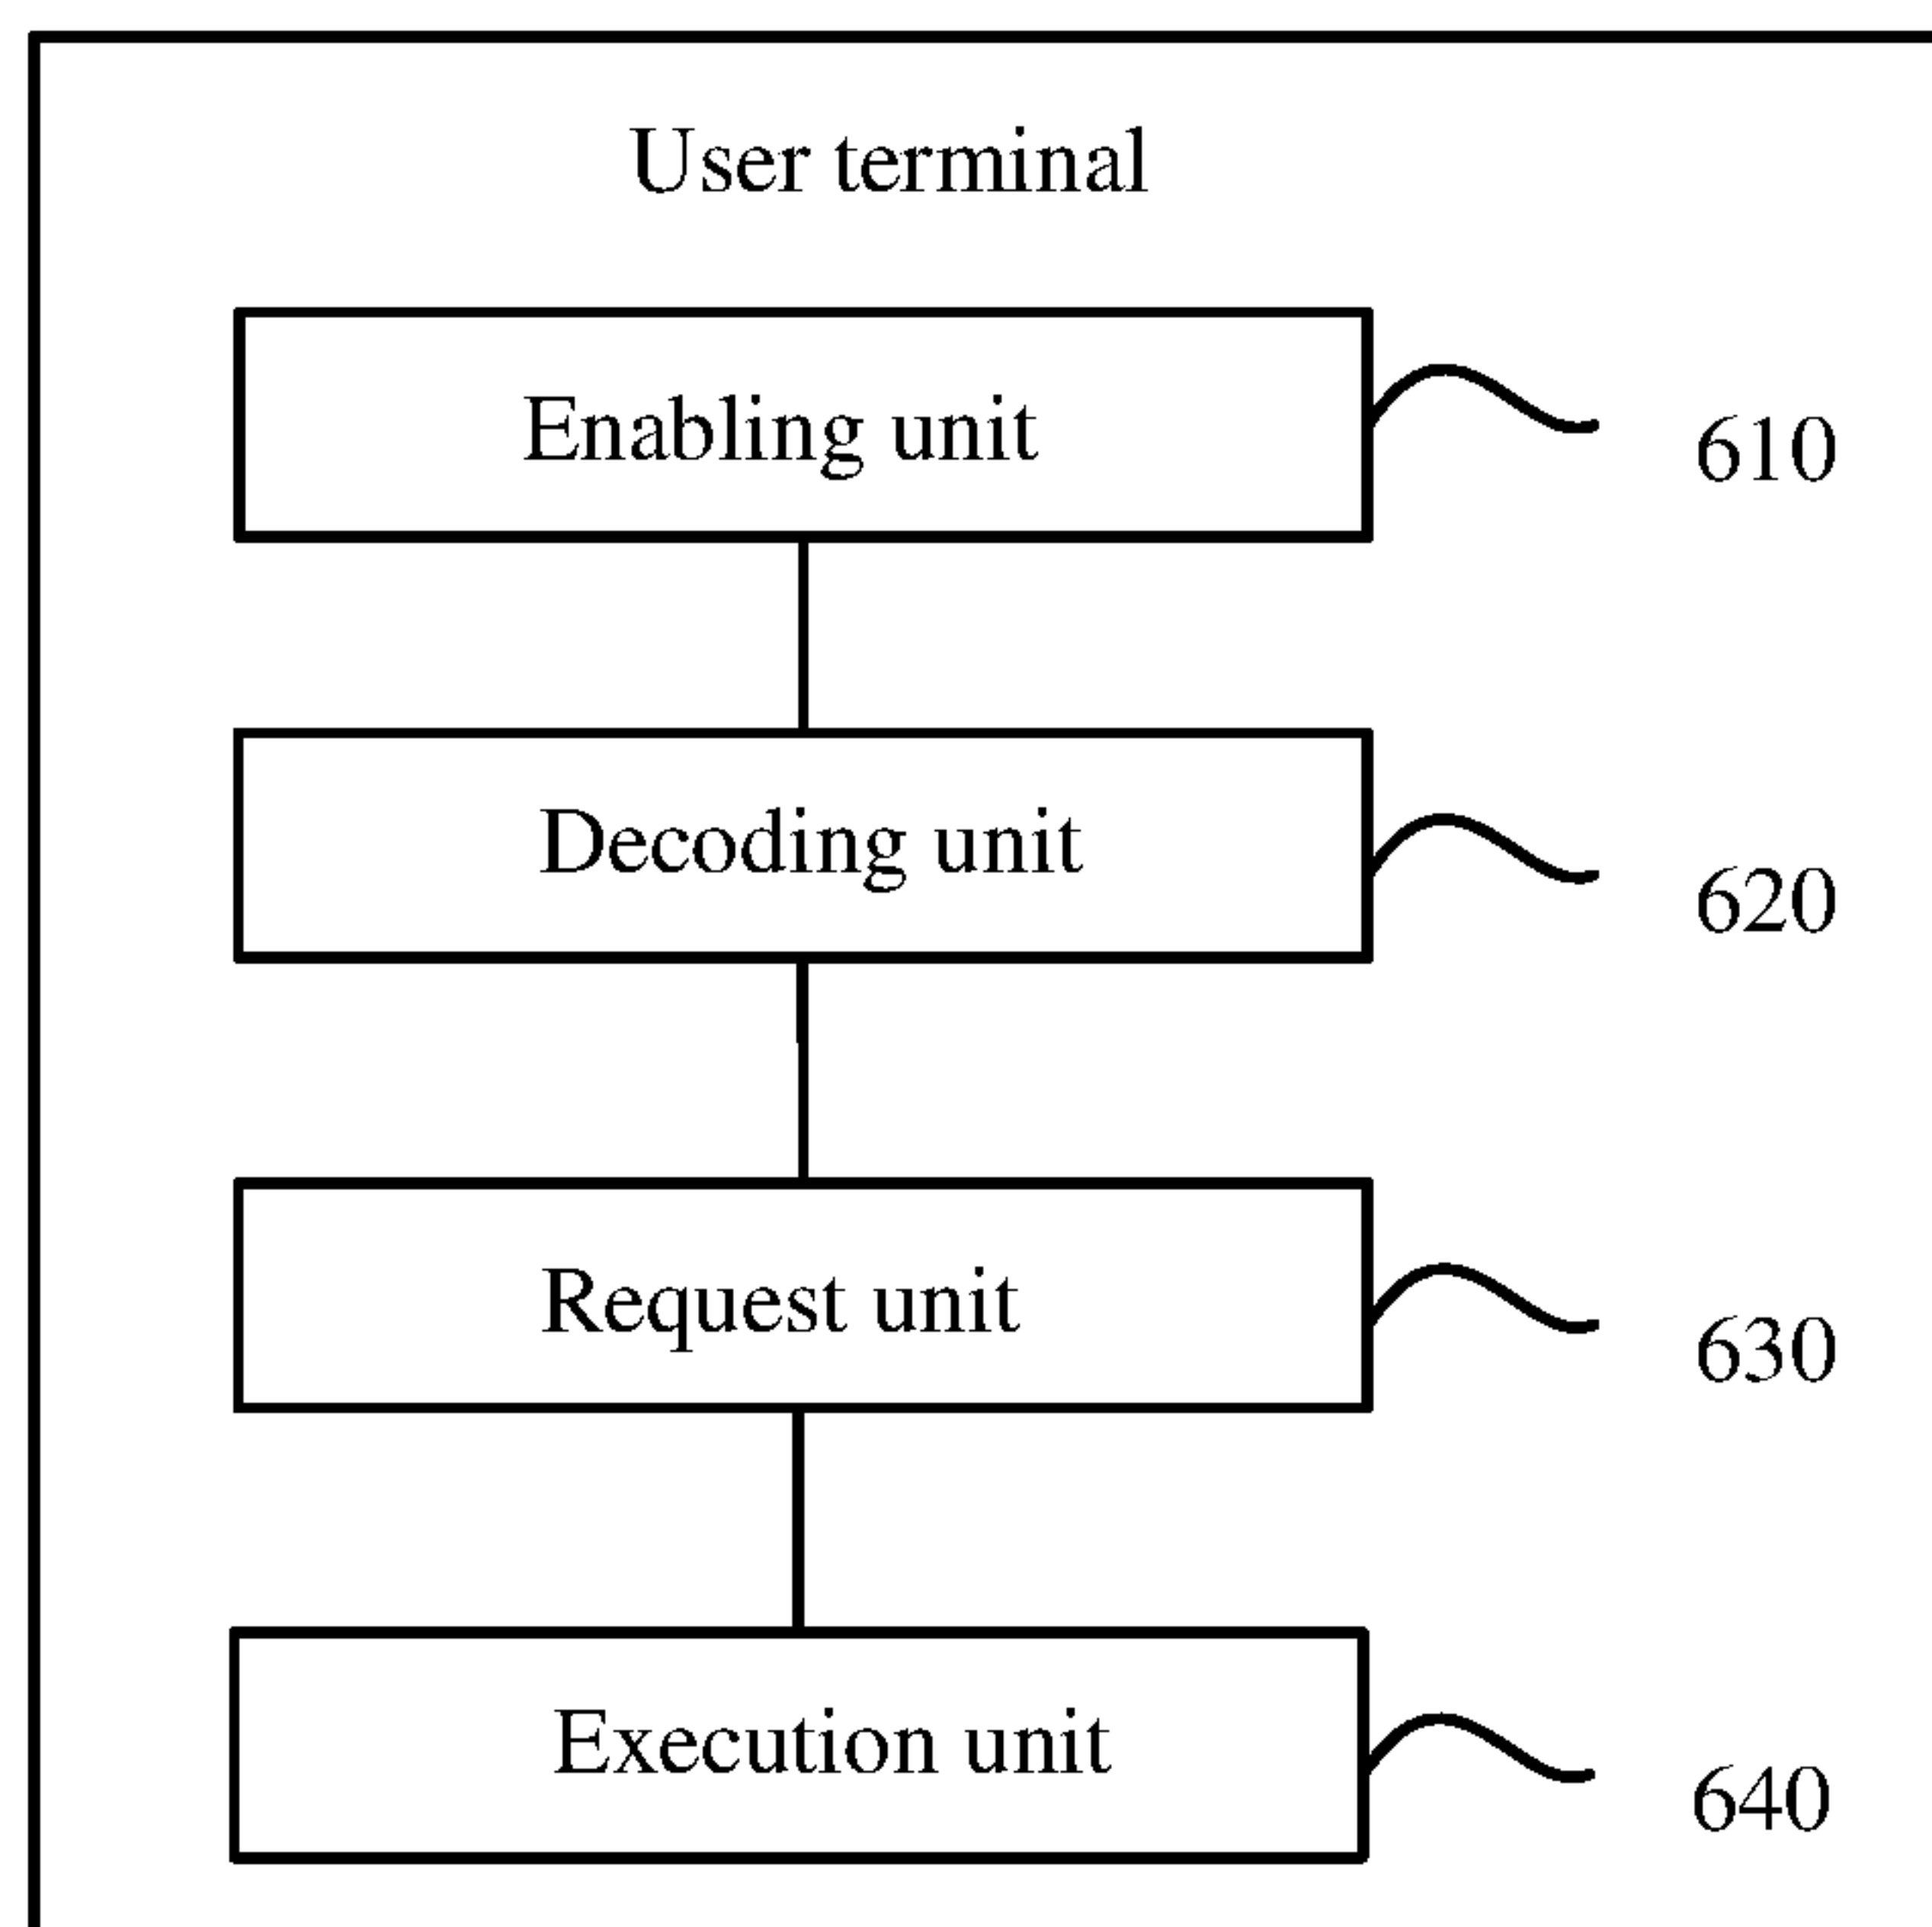 User terminal
Enabling unit
610
Decoding unit
620
Request unit
630
Execution unit
640